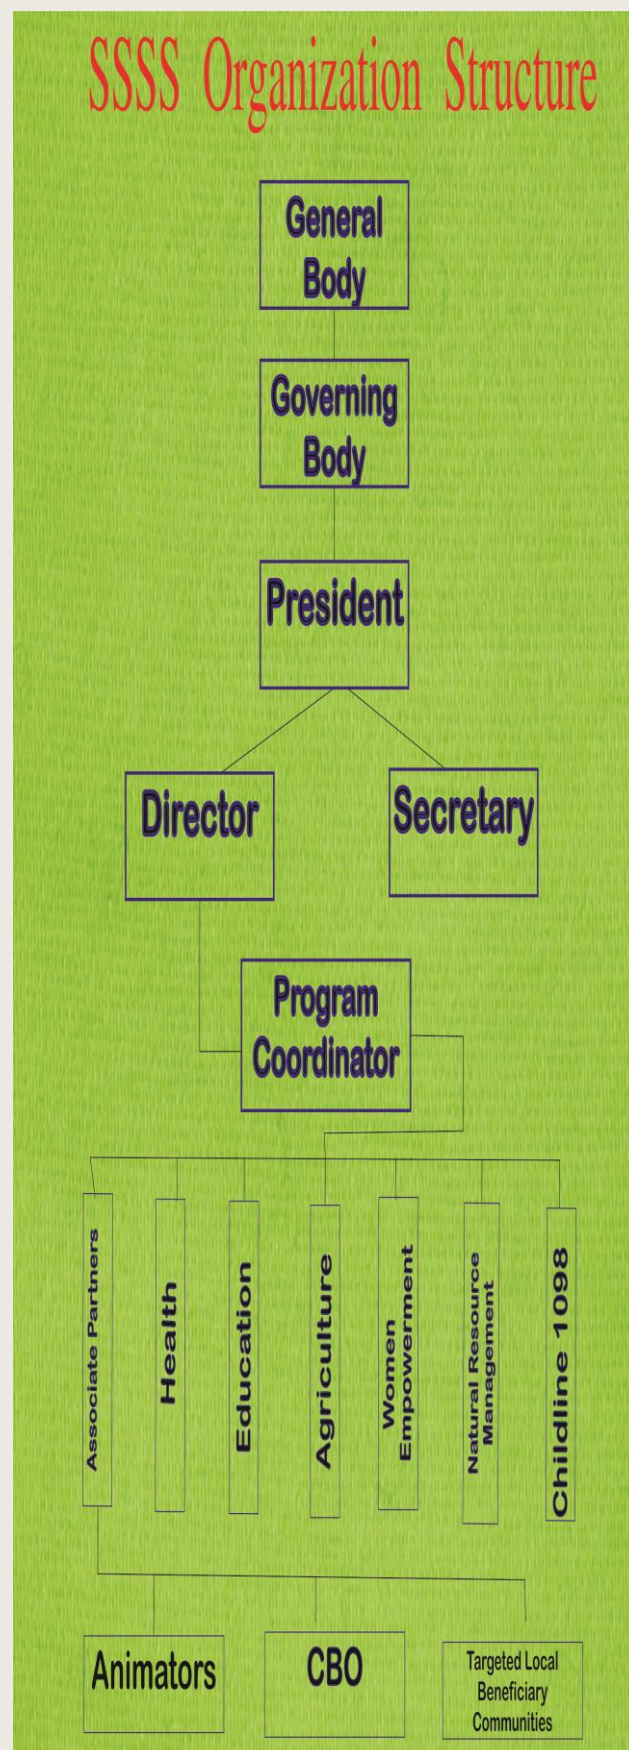 SSSS Organization Structure
General
Body
Governing
Body
President
Director
Secretary
Program
Coordinator
Associate Partners
Health
Education
Agriculture
Women
Empowerment
Natural Resource
Management
Childline 1098
Animators
CBO
Targeted Local
Beneficiary
Communities